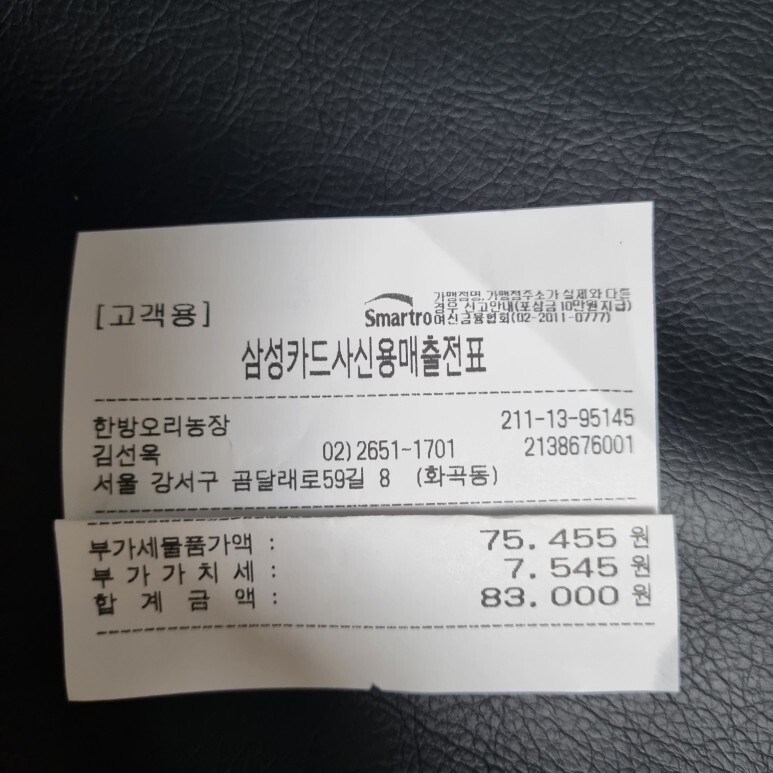 [고객용]
Smartro
가맹점명, 가맹점주소가 실제와 다른
경우 신고안내(포상금 10만원 지급)
여신금융협회(02-2011-0777)
삼성카드사신용매출전표
한방오리농장 211-13-95145
김선옥 02)2651-1701 2138676001
서울 강서구 곰달래로59길 8 (화곡동)
부가세물품가액 : 75.455 원
부 가 가 치 세 : 7.545 원
합 계 금 액 : 83.000 원